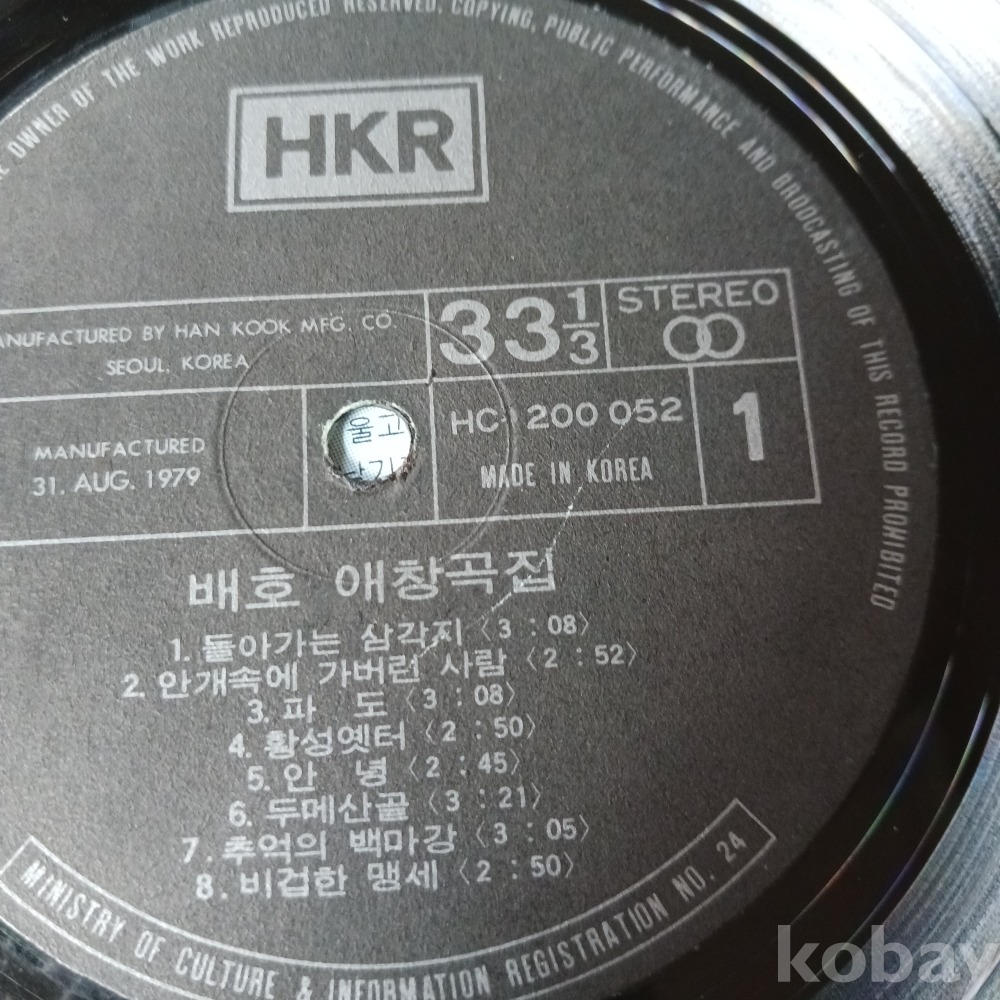 OWNER OF THE WORK REPRODUCED RESERVED. COPYING, PUBLIC PERFORMANCE AND BRODCASTING OF THIS RECORD PROHIBITED
HKR
MANUFACTURED BY HAN KOOK MFG. CO.
SEOUL, KOREA
33 1/3
STEREO
MANUFACTURED
31. AUG. 1979
울고
HC-200 052
MADE IN KOREA
1
배호 애창곡집
1. 돌아가는 삼각지 〈3 : 08〉
2. 안개속에 가버린 사람 〈2 : 52〉
3. 파 도 〈3 : 08〉
4. 황성옛터 〈2 : 50〉
5. 안 녕 〈2 : 45〉
6. 두메산골 〈3 : 21〉
7. 추억의 백마강 〈3 : 05〉
8. 비겁한 맹세 〈2 : 50〉
MINISTRY OF CULTURE & INFORMATION REGISTRATION NO. 24
kobay